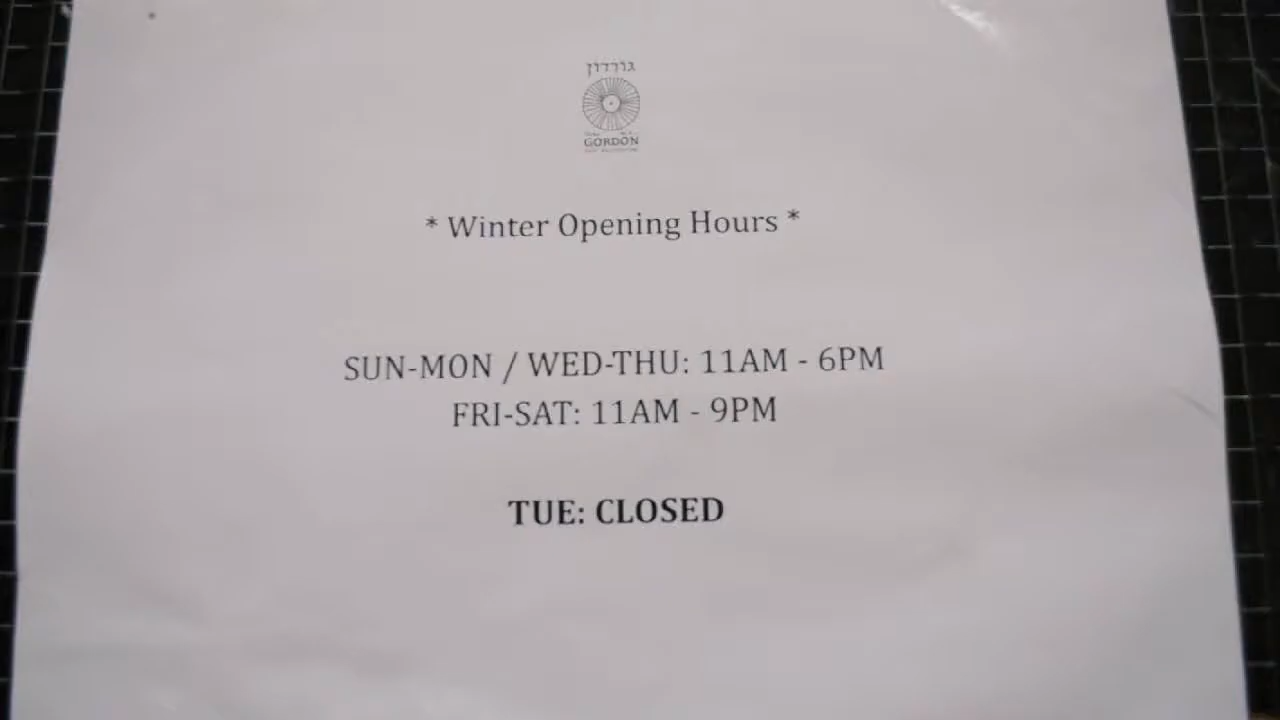 גורדון
GORDON
* Winter Opening Hours *
SUN-MON / WED-THU: 11AM - 6PM
FRI-SAT: 11AM - 9PM
TUE: CLOSED